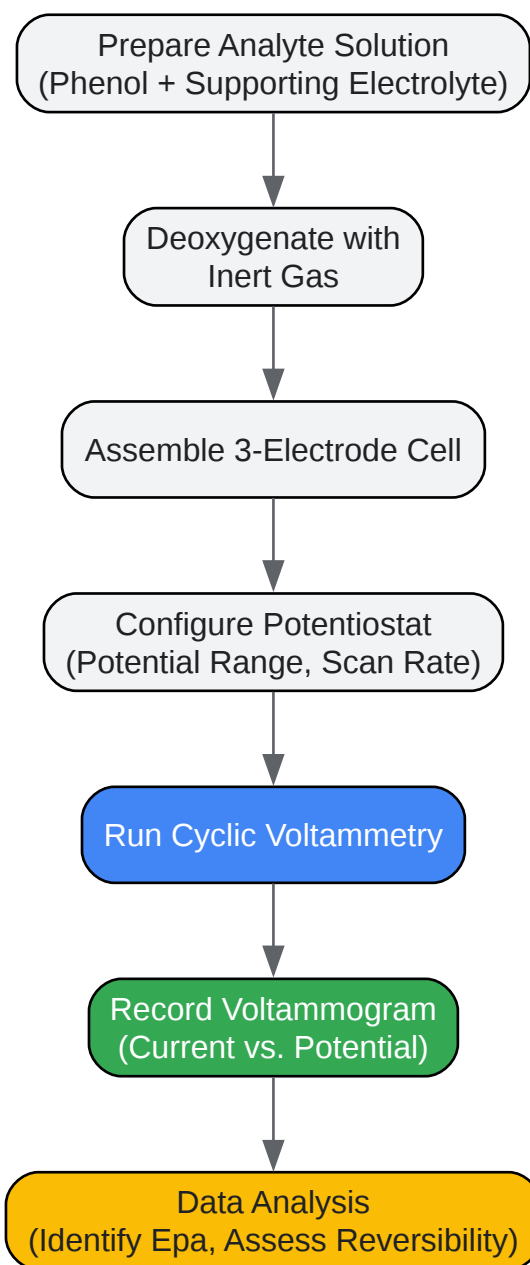 Prepare Analyte Solution
(Phenol + Supporting Electrolyte)
Deoxygenate with
Inert Gas
Assemble 3-Electrode Cell
Configure Potentiostat
(Potential Range, Scan Rate)
Run Cyclic Voltammetry
Record Voltammogram
(Current vs. Potential)
Data Analysis
(Identify Epa, Assess Reversibility)